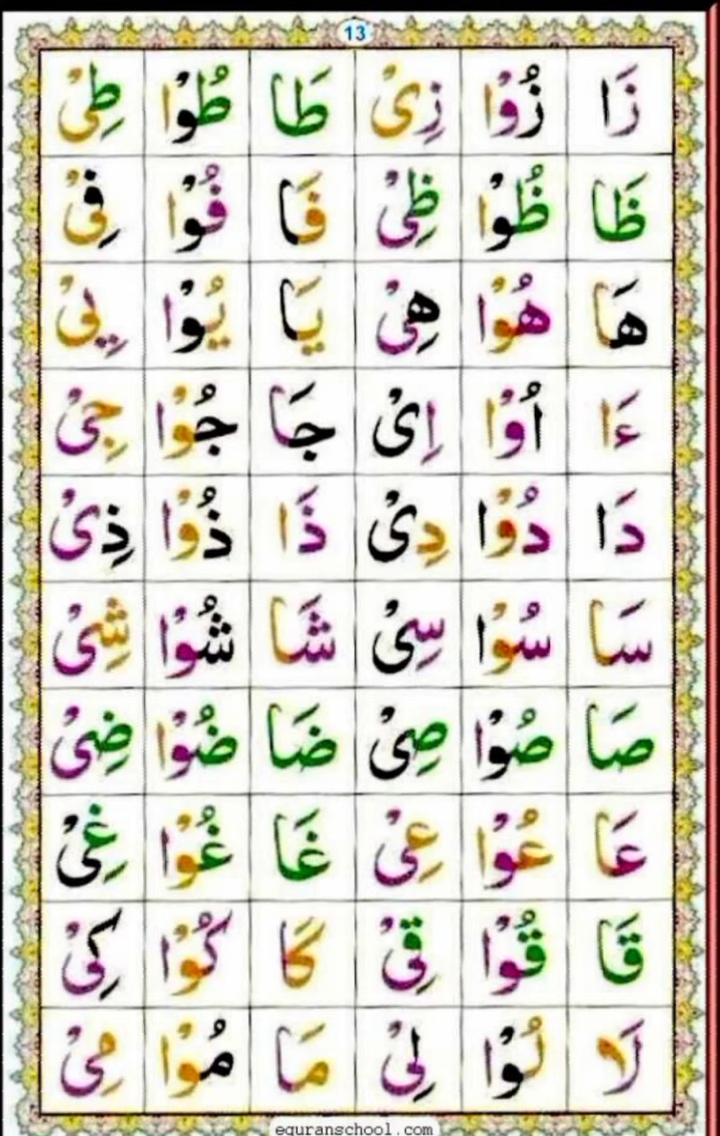 13
زَا زُوْا زِىْ طَا طُوْا طِىْ
ظَا ظُوْا ظِىْ فَا فُوْا فِىْ
هَا هُوْا هِىْ يَا يُوْا يِىْ
ءَا اُوْا اِىْ جَا جُوْا جِىْ
دَا دُوْا دِىْ ذَا ذُوْا ذِىْ
سَا سُوْا سِىْ شَا شُوْا شِىْ
صَا صُوْا صِىْ ضَا ضُوْا ضِىْ
عَا عُوْا عِىْ غَا غُوْا غِىْ
قَا قُوْا قِىْ كَا كُوْا كِىْ
لَا لُوْا لِىْ مَا مُوْا مِىْ
equranschool.com